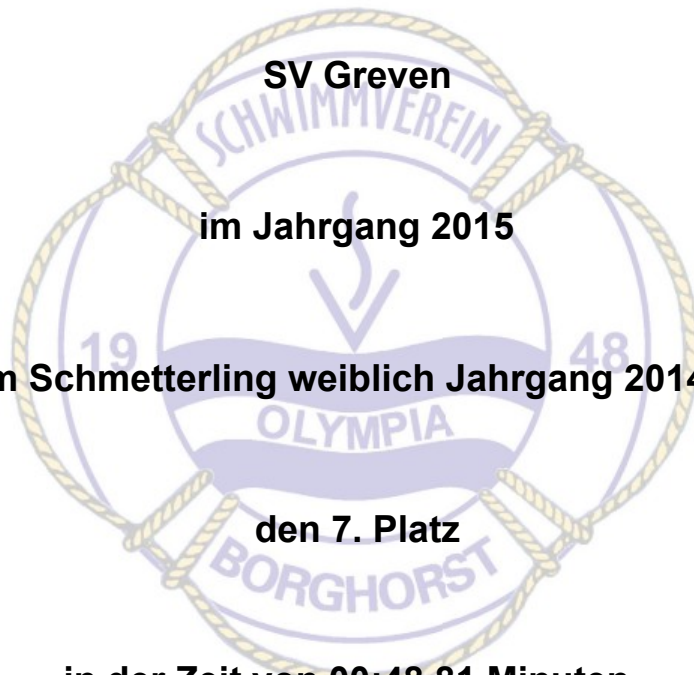 SV Greven
SCHWIMMVEREIN
im Jahrgang 2015
19 48
m Schmetterling weiblich Jahrgang 2014
OLYMPIA
den 7. Platz
BORGHORST
in der Zeit von 00:48,81 Minuten